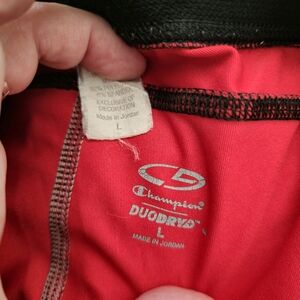 EXCLUSIVE OF
DECORATION
Made in Jordan
L
Champion
DUODRY
L
MADE IN JORDAN